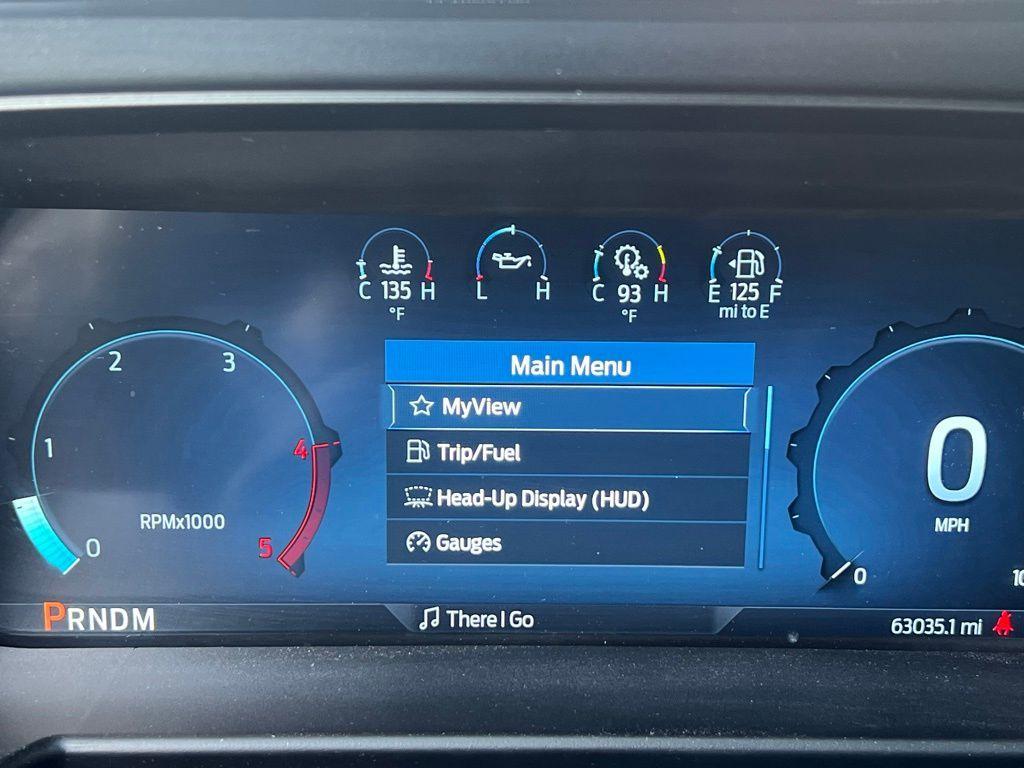 C 135 H
°F
L H
C 93 H
°F
E 125 F
mi to E
Main Menu
MyView
Trip/Fuel
Head-Up Display (HUD)
Gauges
0
1
2
3
4
5
RPMx1000
0
MPH
0
10
PRNDM
There I Go
63035.1 mi